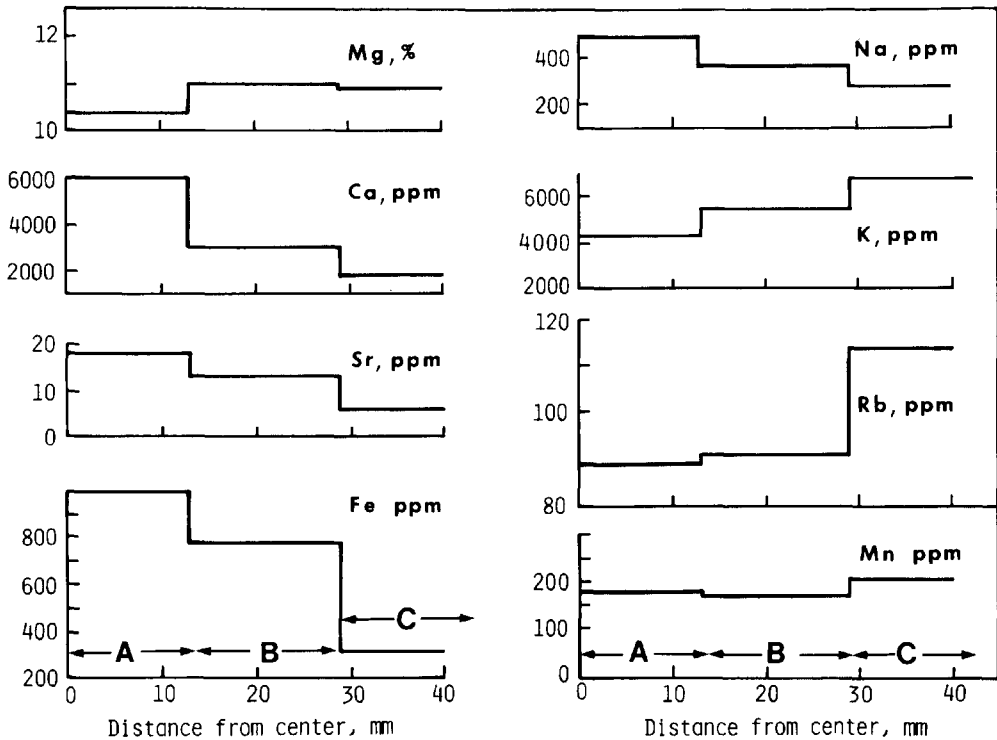 12
10
Mg, %
6000
4000
2000
Ca, ppm
20
10
0
Sr, ppm
800
600
400
200
Fe ppm
A B C
0 10 20 30 40
Distance from center, mm
400
200
Na, ppm
6000
4000
2000
K, ppm
120
100
80
Rb, ppm
200
100
0
Mn ppm
A B C
0 10 20 30 40
Distance from center, mm